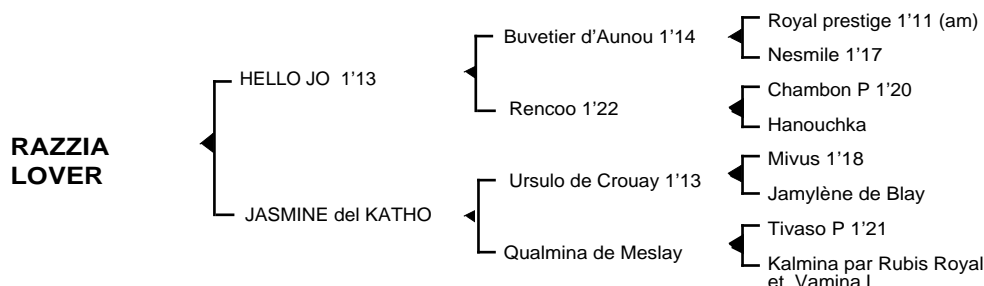 Royal prestige 1'11 (am)
Buvetier d'Aunou 1'14
Nesmile 1'17
HELLO JO 1'13
Chambon P 1'20
Rencoo 1'22
Hanouchka
RAZZIA
LOVER
Mivus 1'18
Ursulo de Crouay 1'13
Jamylène de Blay
JASMINE del KATHO
Tivaso P 1'21
Qualmina de Meslay
Kalmina par Rubis Royal